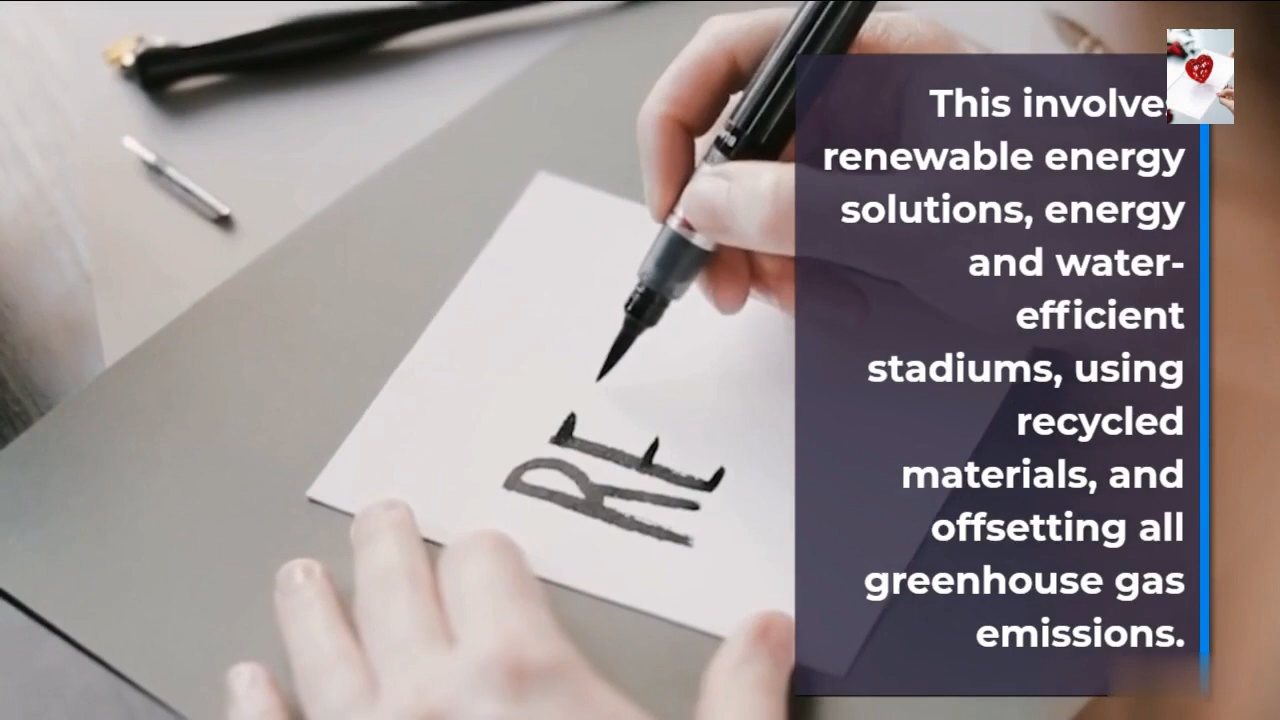 This involves
renewable energy
solutions, energy
and water-
efficient
stadiums, using
recycled
materials, and
offsetting all
greenhouse gas
emissions.
RE